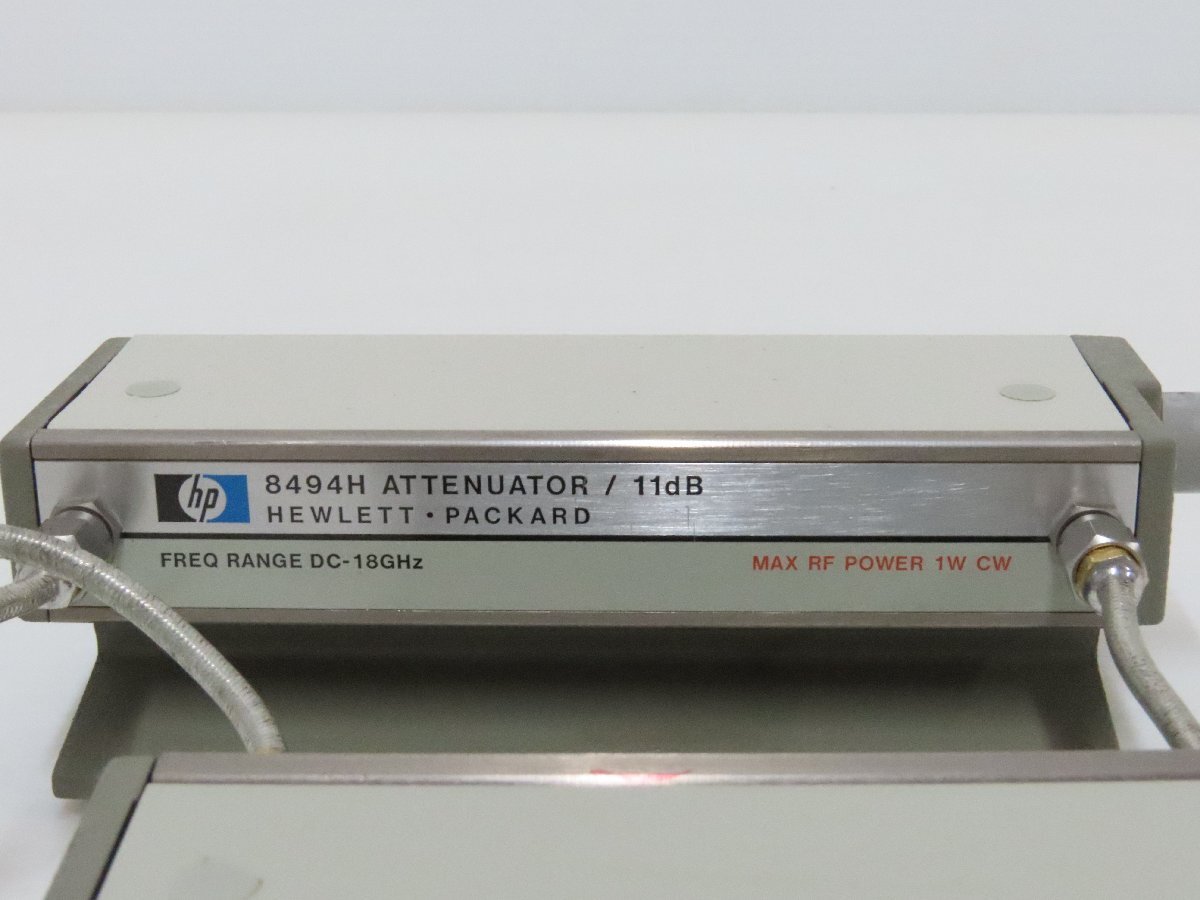 hp 8494H ATTENUATOR / 11dB
HEWLETT • PACKARD
FREQ RANGE DC-18GHz
MAX RF POWER 1W CW